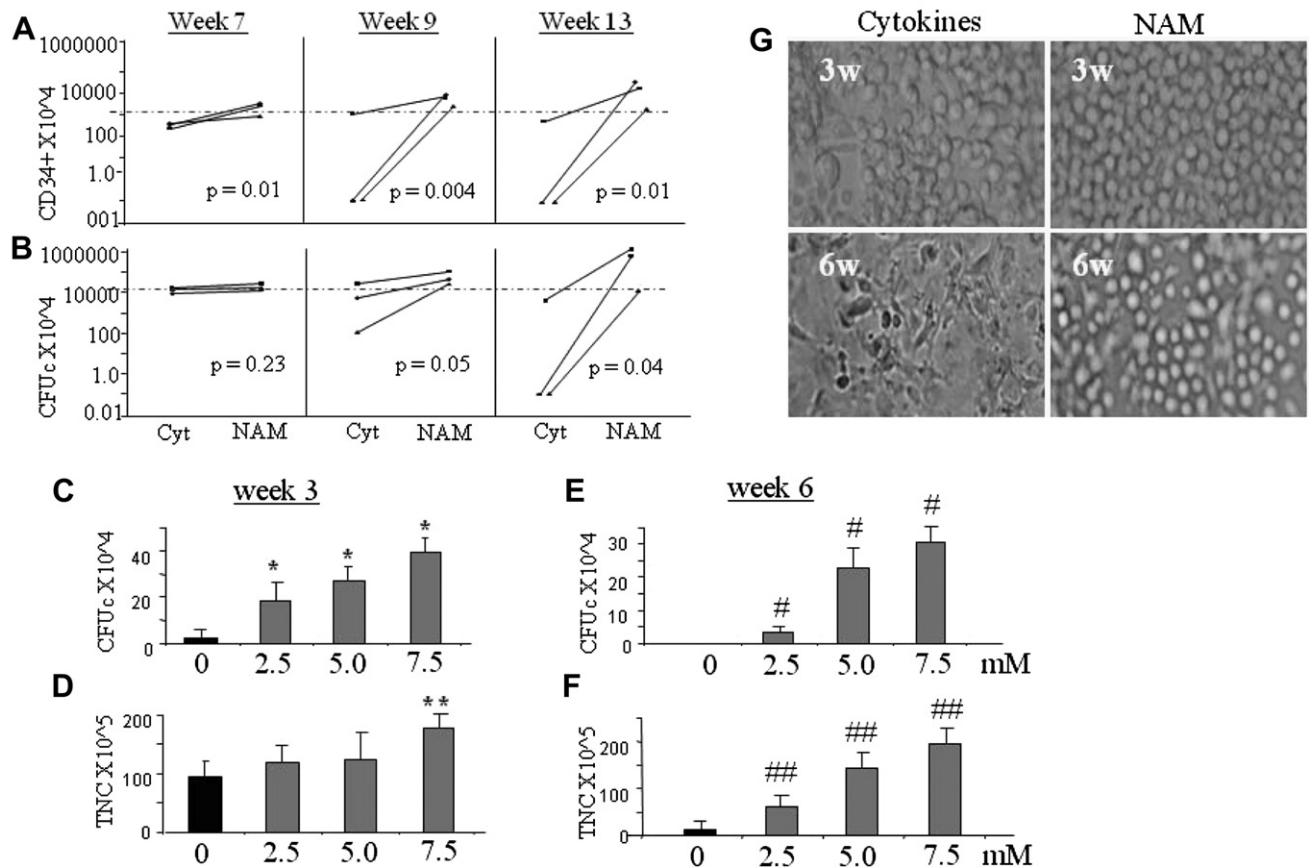 A
Week 7
Week 9
Week 13
CD34+ X10^4
1000000
10000
100
1.0
001
p = 0.01
p = 0.004
p = 0.01
B
CFUc X10^4
1000000
10000
100
1.0
0.01
p = 0.23
p = 0.05
p = 0.04
Cyt NAM
Cyt NAM
Cyt NAM
G
Cytokines
NAM
3w
3w
6w
6w
C
week 3
CFUc X10^4
40
20
0
*
*
*
0 2.5 5.0 7.5
D
TNC X10^5
200
100
0
**
0 2.5 5.0 7.5
E
week 6
CFUc X10^4
30
20
10
0
#
#
#
0 2.5 5.0 7.5 mM
F
TNC X10^5
200
100
0
##
##
##
0 2.5 5.0 7.5 mM